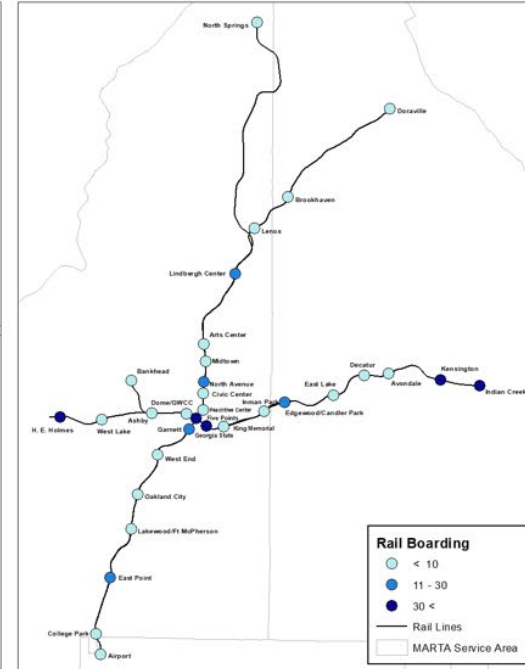 North Springs
Doraville
Brookhaven
Lenox
Lindbergh Center
Arts Center
Midtown
Bankhead
North Avenue
Civic Center
Dome/GWCC
Peachtree Center
Five Points
Inman Park
East Lake
Decatur
Avondale
Kensington
Indian Creek
Edgewood/Candler Park
H. E. Holmes
West Lake
Ashby
Garnett
Georgia State
King Memorial
West End
Oakland City
Lakewood/Ft McPherson
East Point
College Park
Airport
Rail Boarding
< 10
11 - 30
30 <
Rail Lines
MARTA Service Area